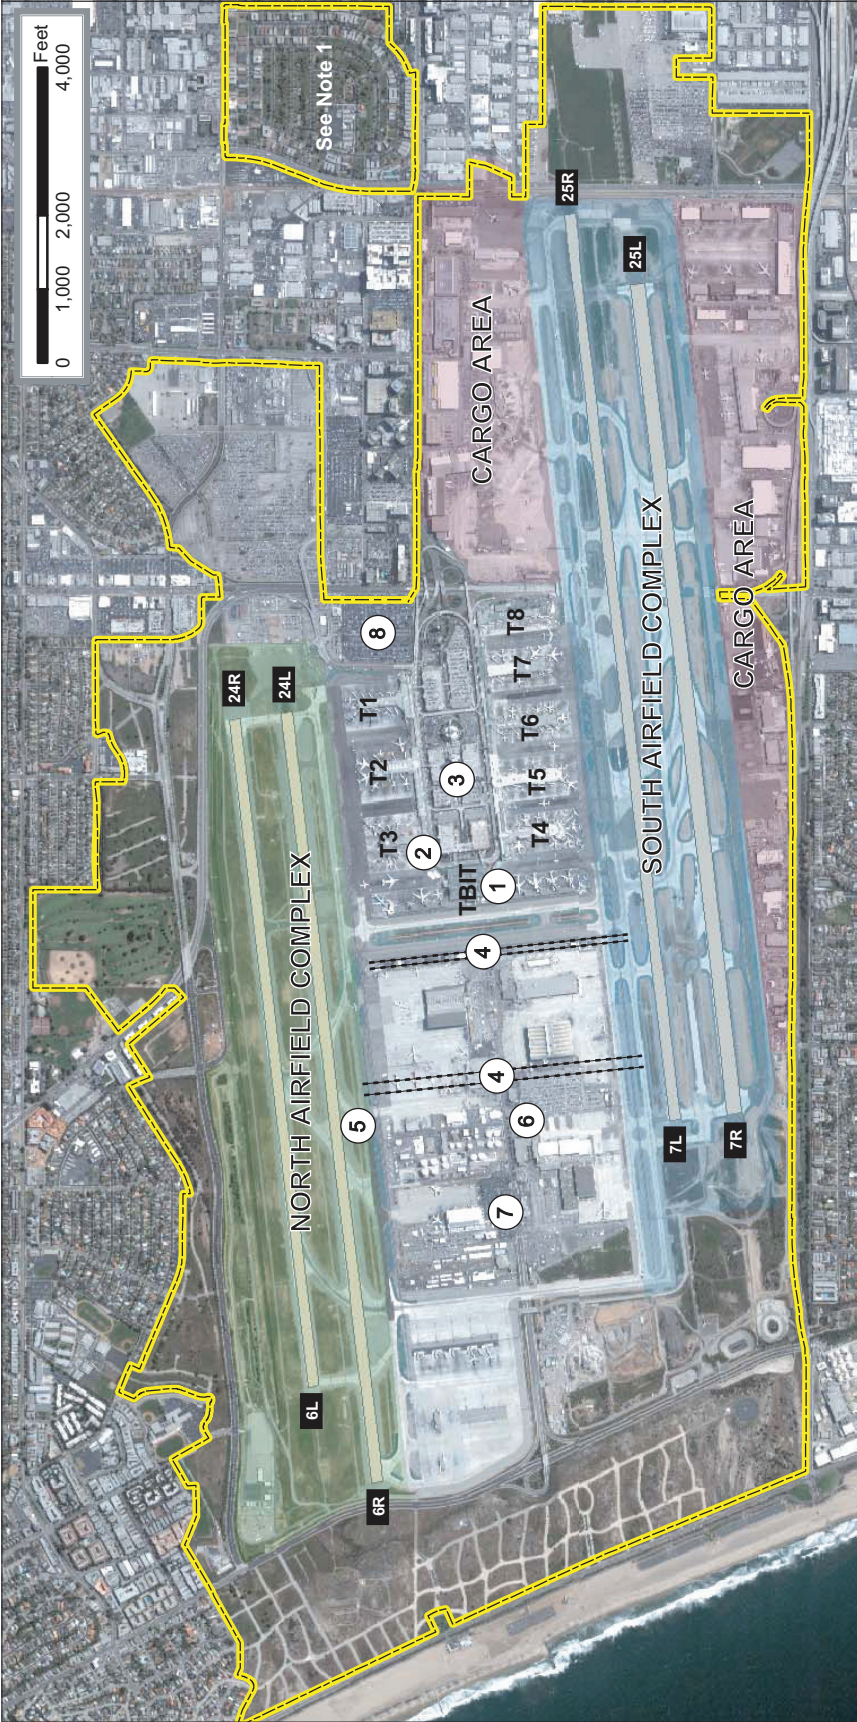 Feet
0 1,000 2,000 4,000
See Note 1
24R
24L
NORTH AIRFIELD COMPLEX
6L
6R
5
T3 T2 T1
8
2
3
TBIT
CARGO AREA
4
4
1
7
6
T4 T5 T6 T7 T8
25R
25L
SOUTH AIRFIELD COMPLEX
7L
7R
CARGO AREA